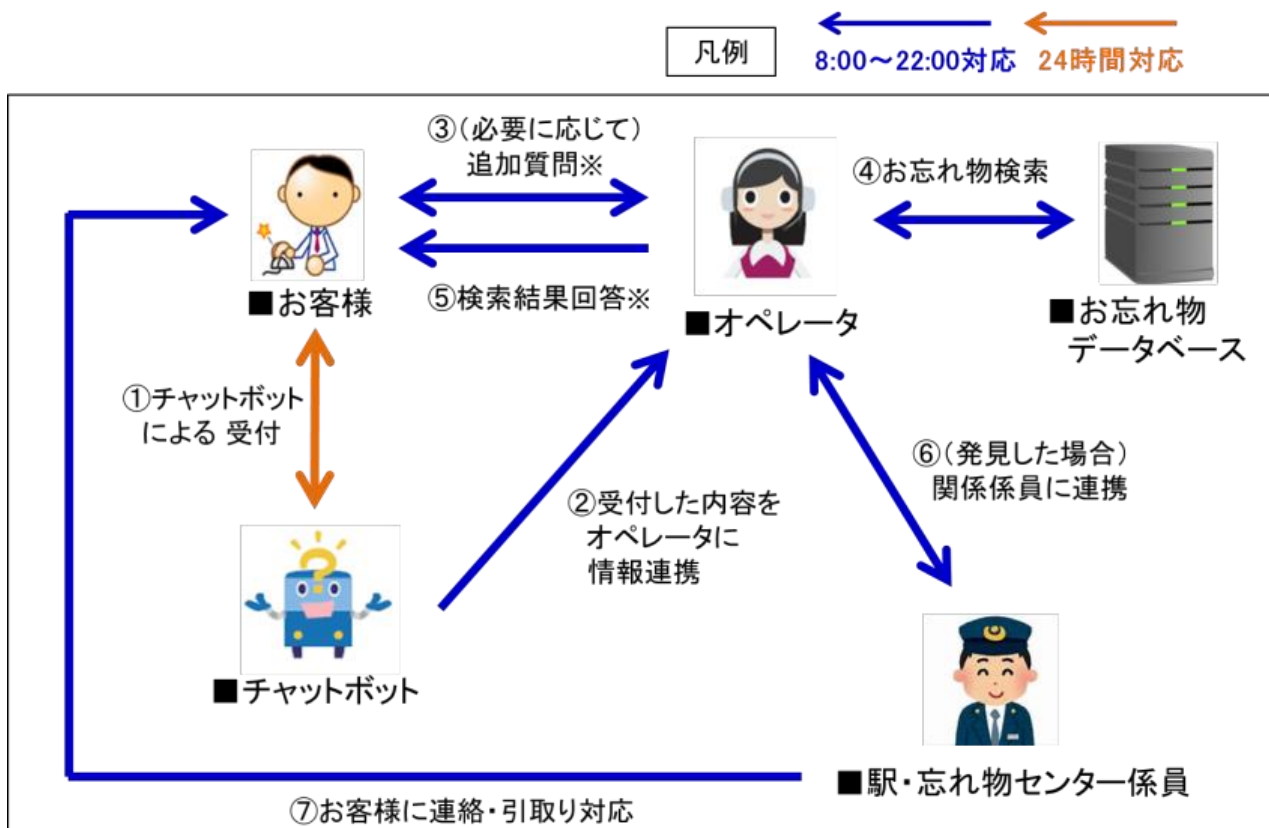 凡例
8:00～22:00対応
24時間対応
③(必要に応じて)
追加質問※
④お忘れ物検索
⑤検索結果回答※
■お客様
■オペレータ
■お忘れ物
データベース
①チャットボット
による 受付
②受付した内容を
オペレータに
情報連携
⑥(発見した場合)
関係係員に連携
?
■チャットボット
■駅・忘れ物センター係員
⑦お客様に連絡・引取り対応